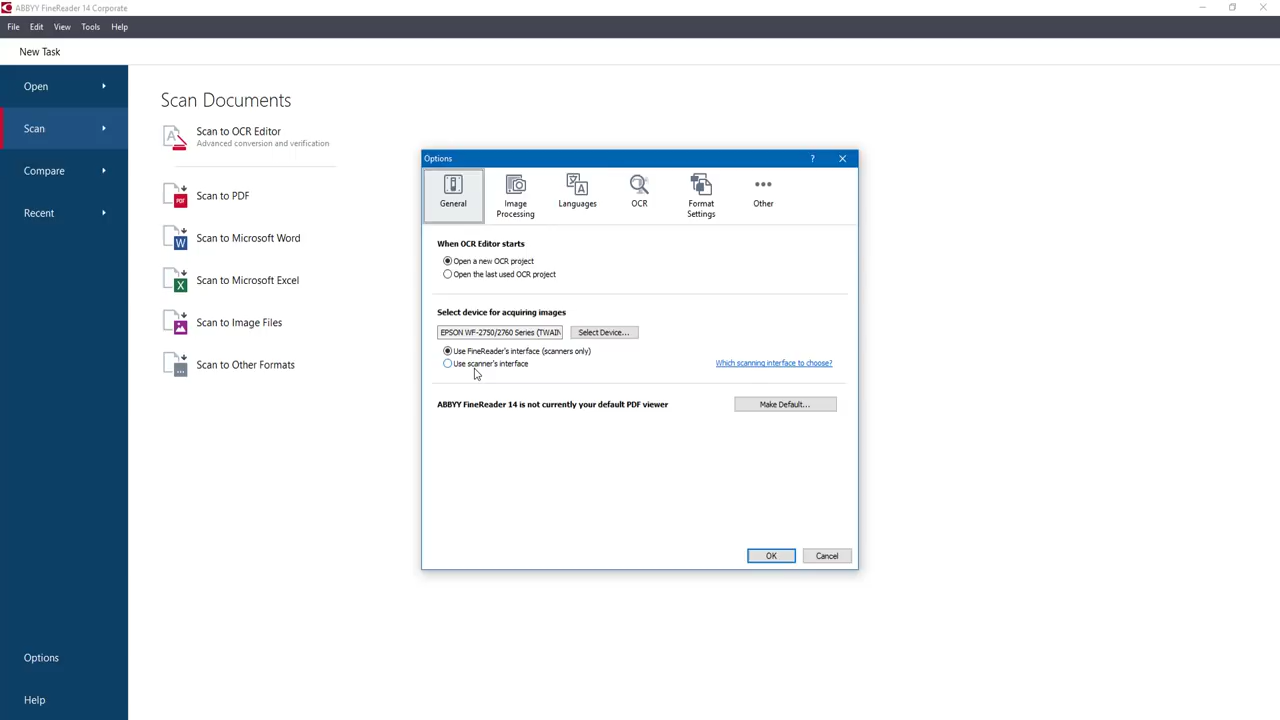 ABBYY FineReader 14 Corporate
File Edit View Tools Help
New Task
Open
Scan
Compare
Recent
Options
Help
Scan Documents
Scan to OCR Editor
Advanced conversion and verification
Scan to PDF
Scan to Microsoft Word
Scan to Microsoft Excel
Scan to Image Files
Scan to Other Formats
Options
General
Image
Processing
Languages
OCR
Format
Settings
Other
When OCR Editor starts
Open a new OCR project
Open the last used OCR project
Select device for acquiring images
EPSON WF-2750/2760 Series (TWAIN
Select Device...
Use FineReader's interface (scanners only)
Use scanner's interface
Which scanning interface to choose?
ABBYY FineReader 14 is not currently your default PDF viewer
Make Default...
OK
Cancel